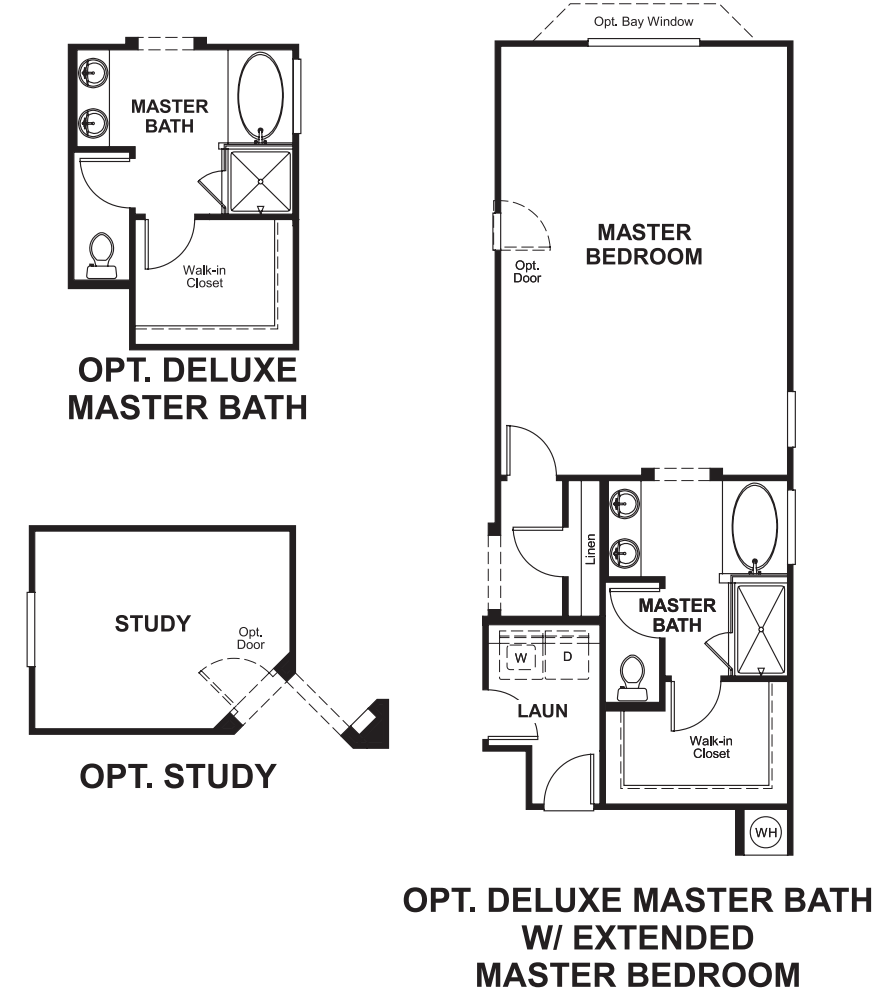 MASTER
BATH
Walk-in
Closet
OPT. DELUXE
MASTER BATH
STUDY
Opt.
Door
OPT. STUDY
Opt. Bay Window
MASTER
BEDROOM
Opt.
Door
Linen
MASTER
BATH
W
D
LAUN
Walk-in
Closet
WH
OPT. DELUXE MASTER BATH
W/ EXTENDED
MASTER BEDROOM